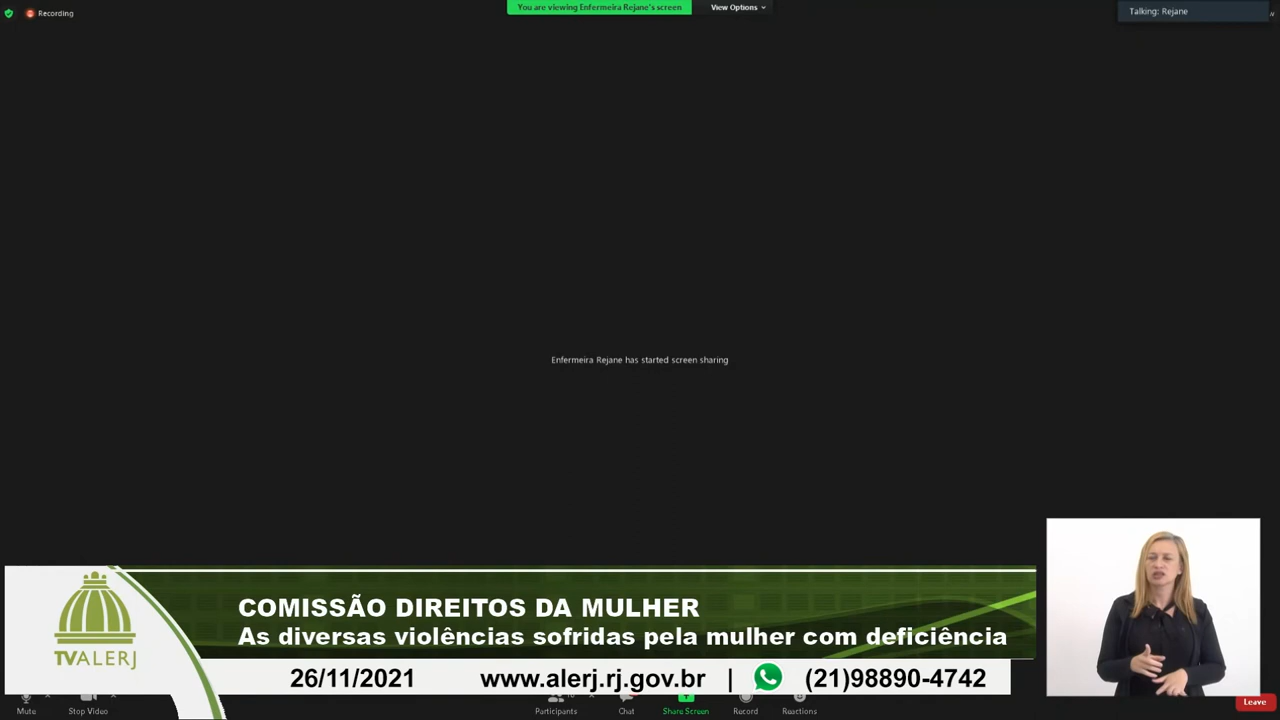 Recording
You are viewing Enfermeira Rejane's screen
View Options
Talking: Rejane
Enfermeira Rejane has started screen sharing
COMISSÃO DIREITOS DA MULHER
As diversas violências sofridas pela mulher com deficiência
TVALERJ
26/11/2021 www.alerj.rj.gov.br | (21)98890-4742
Mute
Stop Video
Participants
Chat
Share Screen
Record
Reactions
Leave